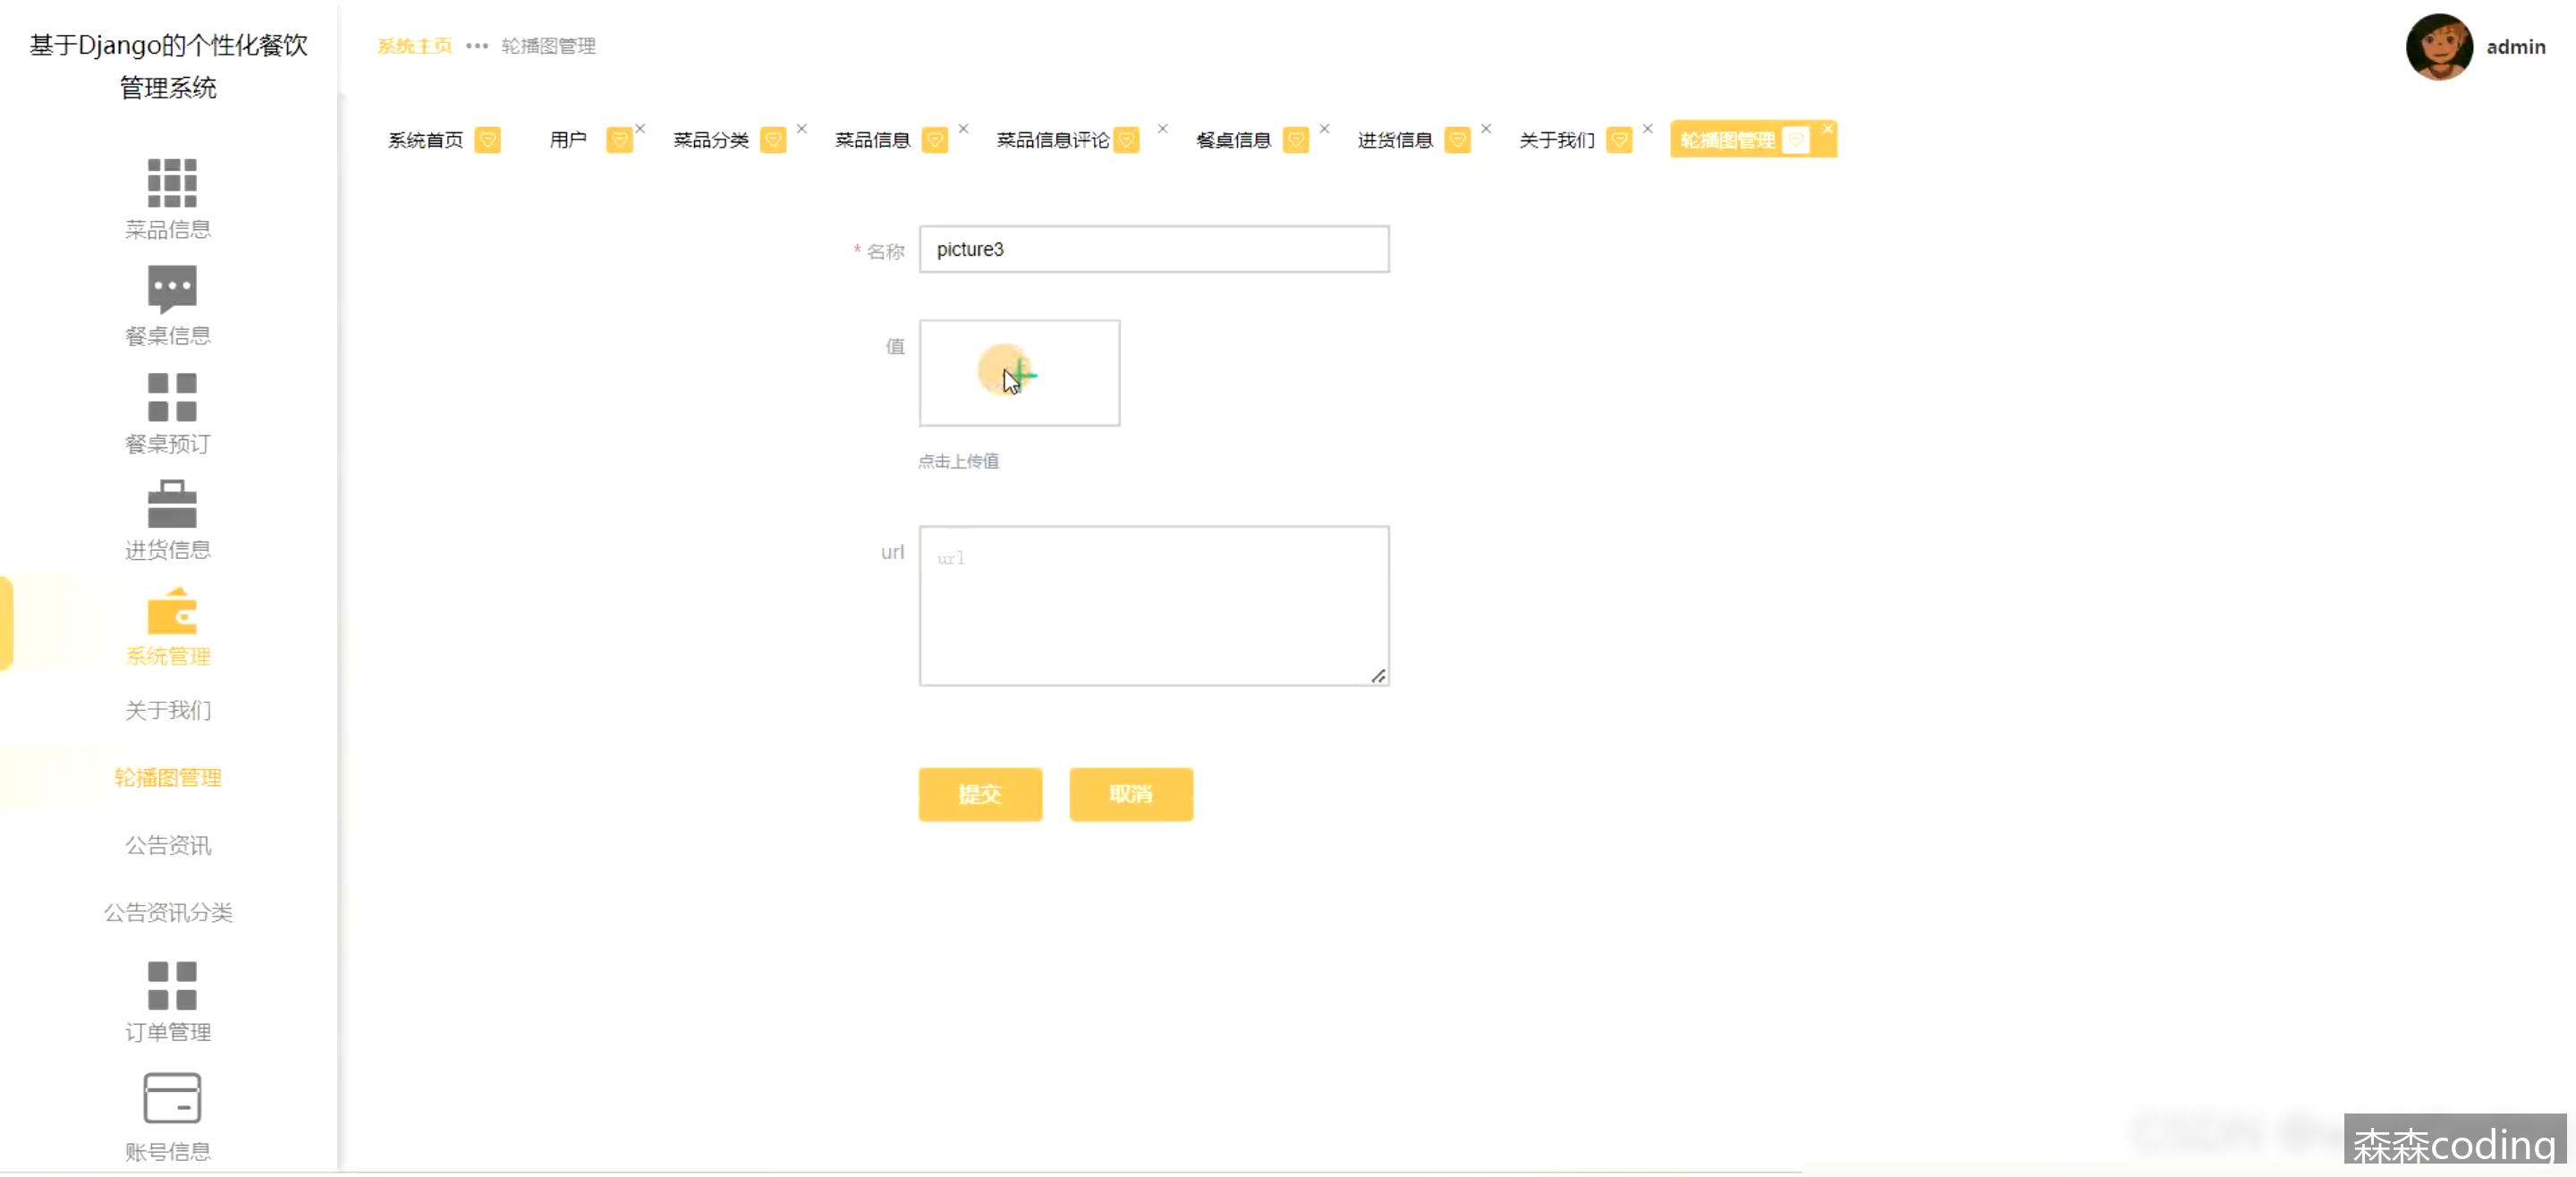 基于Django的个性化餐饮
管理系统
系统主页 ••• 轮播图管理
admin
系统首页 用户 菜品分类 菜品信息 菜品信息评论 餐桌信息 进货信息 关于我们 轮播图管理
菜品信息
餐桌信息
餐桌预订
进货信息
系统管理
关于我们
轮播图管理
公告资讯
公告资讯分类
订单管理
账号信息
* 名称 picture3
值
点击上传值
url url
提交 取消
森森coding